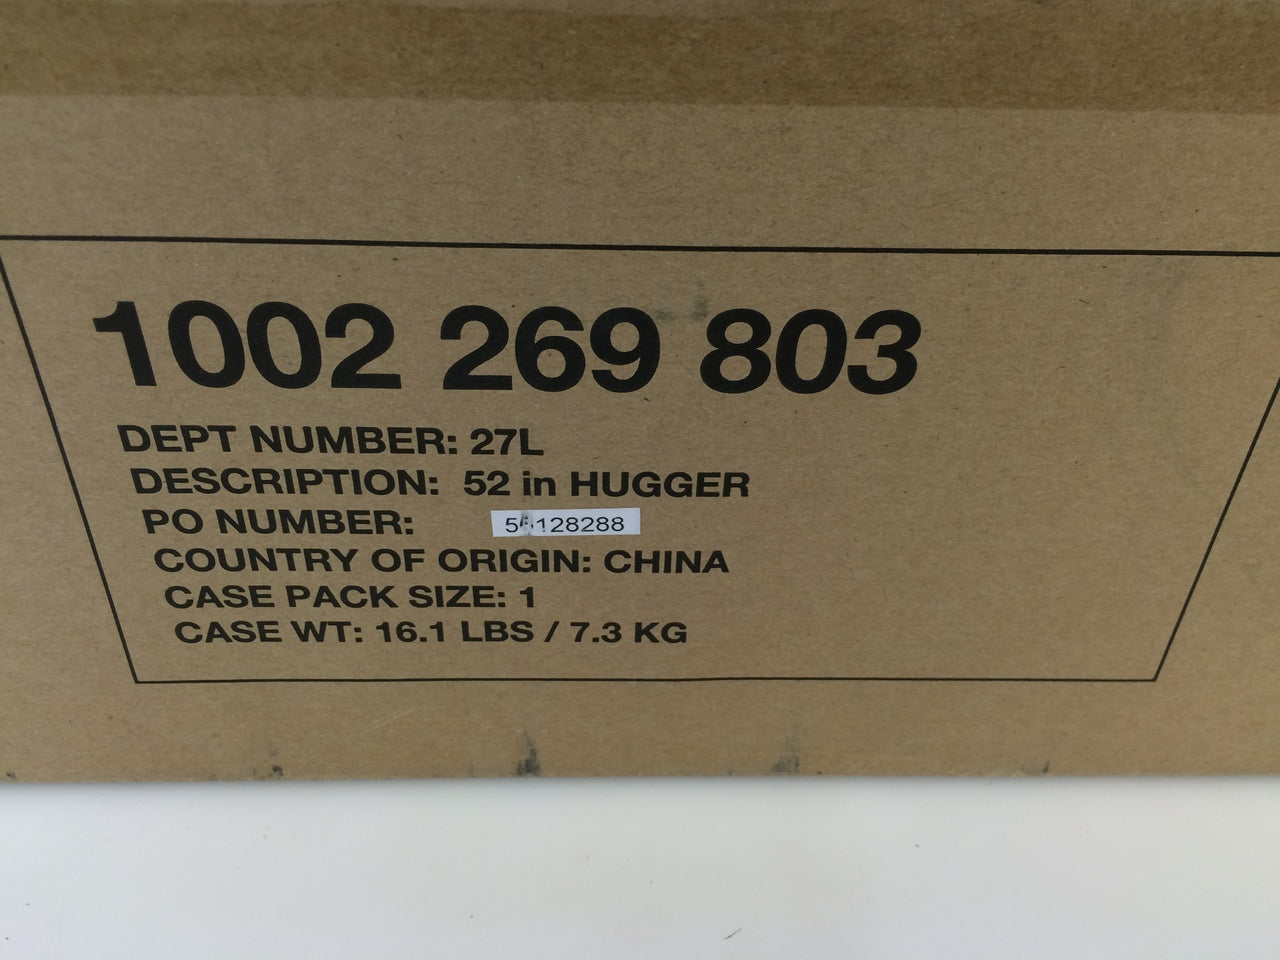 1002 269 803
DEPT NUMBER: 27L
DESCRIPTION: 52 in HUGGER
PO NUMBER:
COUNTRY OF ORIGIN: CHINA
CASE PACK SIZE: 1
CASE WT: 16.1 LBS / 7.3 KG